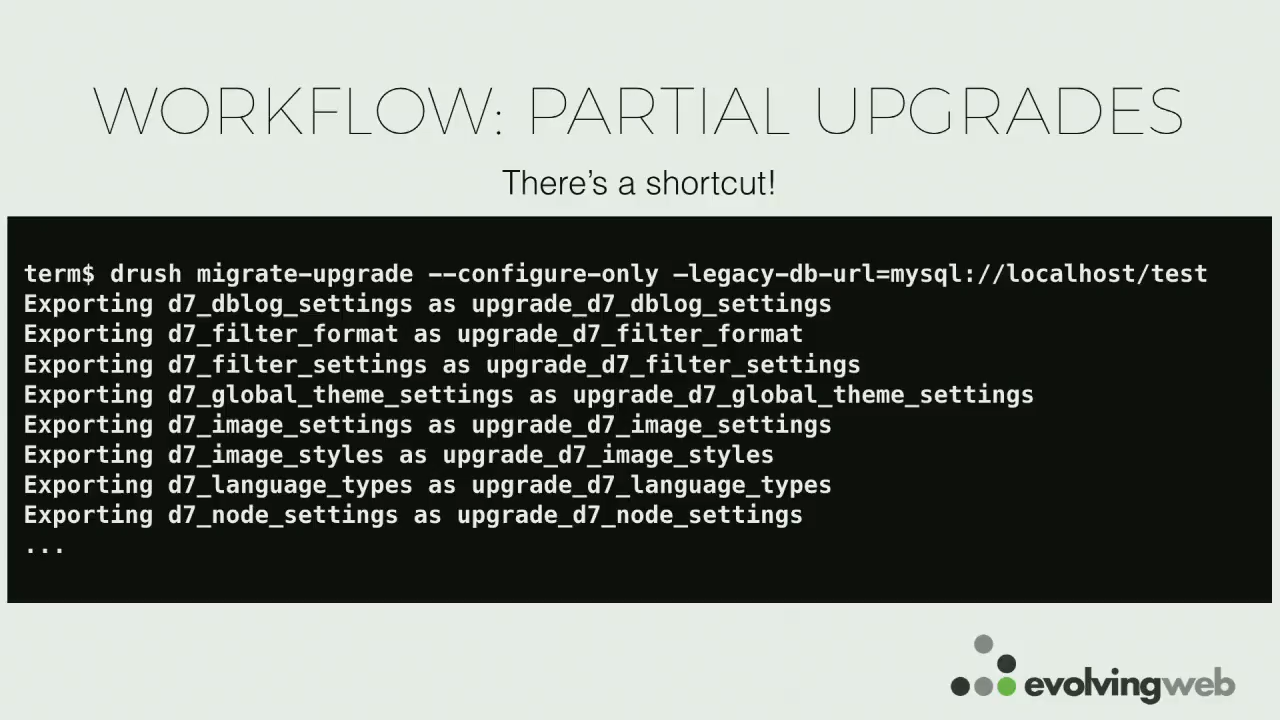 WORKFLOW: PARTIAL UPGRADES
There's a shortcut!
term$ drush migrate-upgrade --configure-only -legacy-db-url=mysql://localhost/test
Exporting d7_dblog_settings as upgrade_d7_dblog_settings
Exporting d7_filter_format as upgrade_d7_filter_format
Exporting d7_filter_settings as upgrade_d7_filter_settings
Exporting d7_global_theme_settings as upgrade_d7_global_theme_settings
Exporting d7_image_settings as upgrade_d7_image_settings
Exporting d7_image_styles as upgrade_d7_image_styles
Exporting d7_language_types as upgrade_d7_language_types
Exporting d7_node_settings as upgrade_d7_node_settings
...
evolvingweb